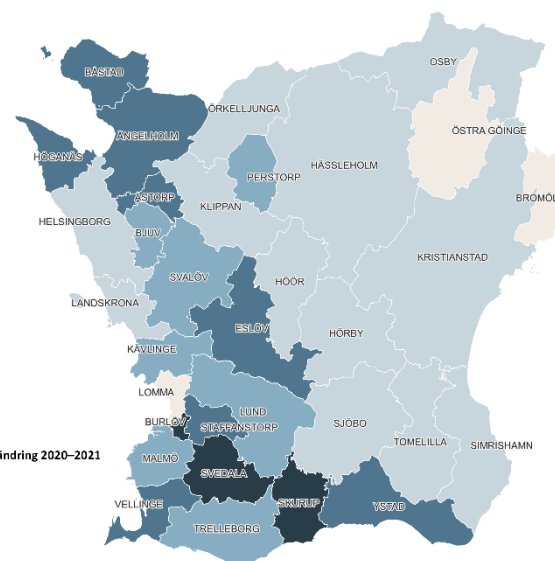 OSBY
BÅSTAD
ÖRKELLJUNGA
ÖSTRA GÖINGE
ÄNGELHOLM
HÖGANÄS
HÄSSLEHOLM
PERSTORP
ÅSTORP
BROMÖL
KLIPPAN
HELSINGBORG
BJUV
KRISTIANSTAD
SVALÖV
HÖÖR
LANDSKRONA
ESLÖV
HÖRBY
KÄVLINGE
LOMMA
LUND
BURLÖV
STAFFANSTORP
SJÖBO
TOMELILLA
SIMRISHAMN
ändring 2020–2021
MALMÖ
SVEDALA
VELLINGE
SKURUP
YSTAD
TRELLEBORG